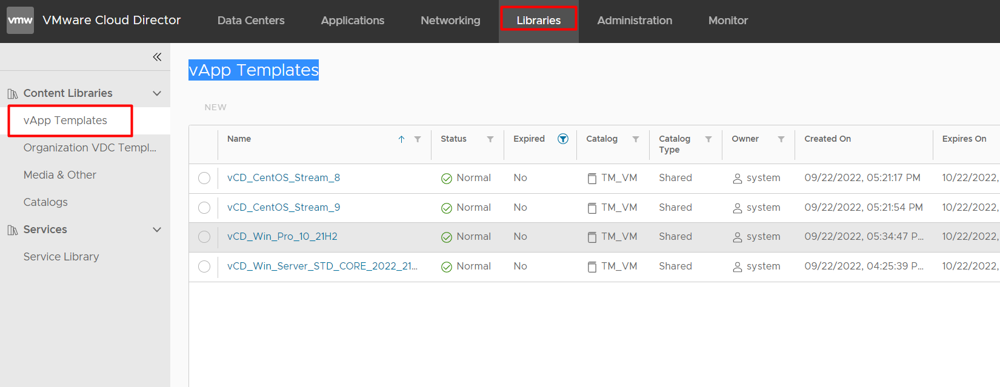 vmw VMware Cloud Director Data Centers Applications Networking Libraries Administration Monitor
vApp Templates
Content Libraries
vApp Templates
Organization VDC Templ...
Media & Other
Catalogs
Services
Service Library
NEW
Name Status Expired Catalog Catalog Type Owner Created On Expires On
vCD_CentOS_Stream_8 Normal No TM_VM Shared system 09/22/2022, 05:21:17 PM 10/22/2022,
vCD_CentOS_Stream_9 Normal No TM_VM Shared system 09/22/2022, 05:21:54 PM 10/22/2022,
vCD_Win_Pro_10_21H2 Normal No TM_VM Shared system 09/22/2022, 05:34:47 P... 10/22/2022,
vCD_Win_Server_STD_CORE_2022_21... Normal No TM_VM Shared system 09/22/2022, 04:25:39 P... 10/22/2022,